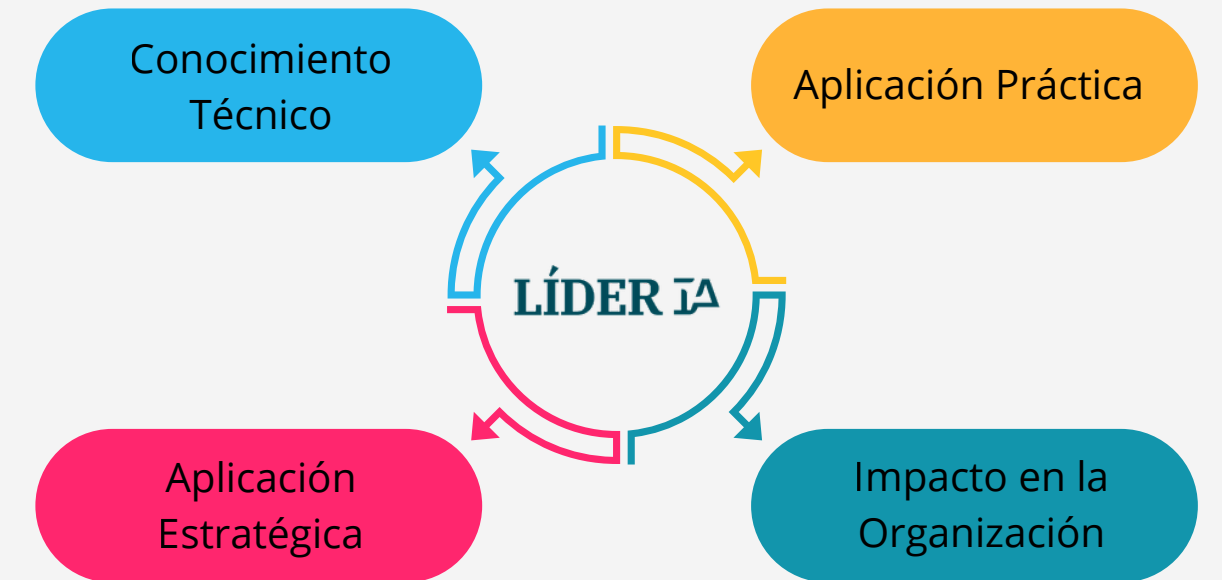 Conocimiento
Técnico
Aplicación Práctica
LÍDER IA
Aplicación
Estratégica
Impacto en la
Organización